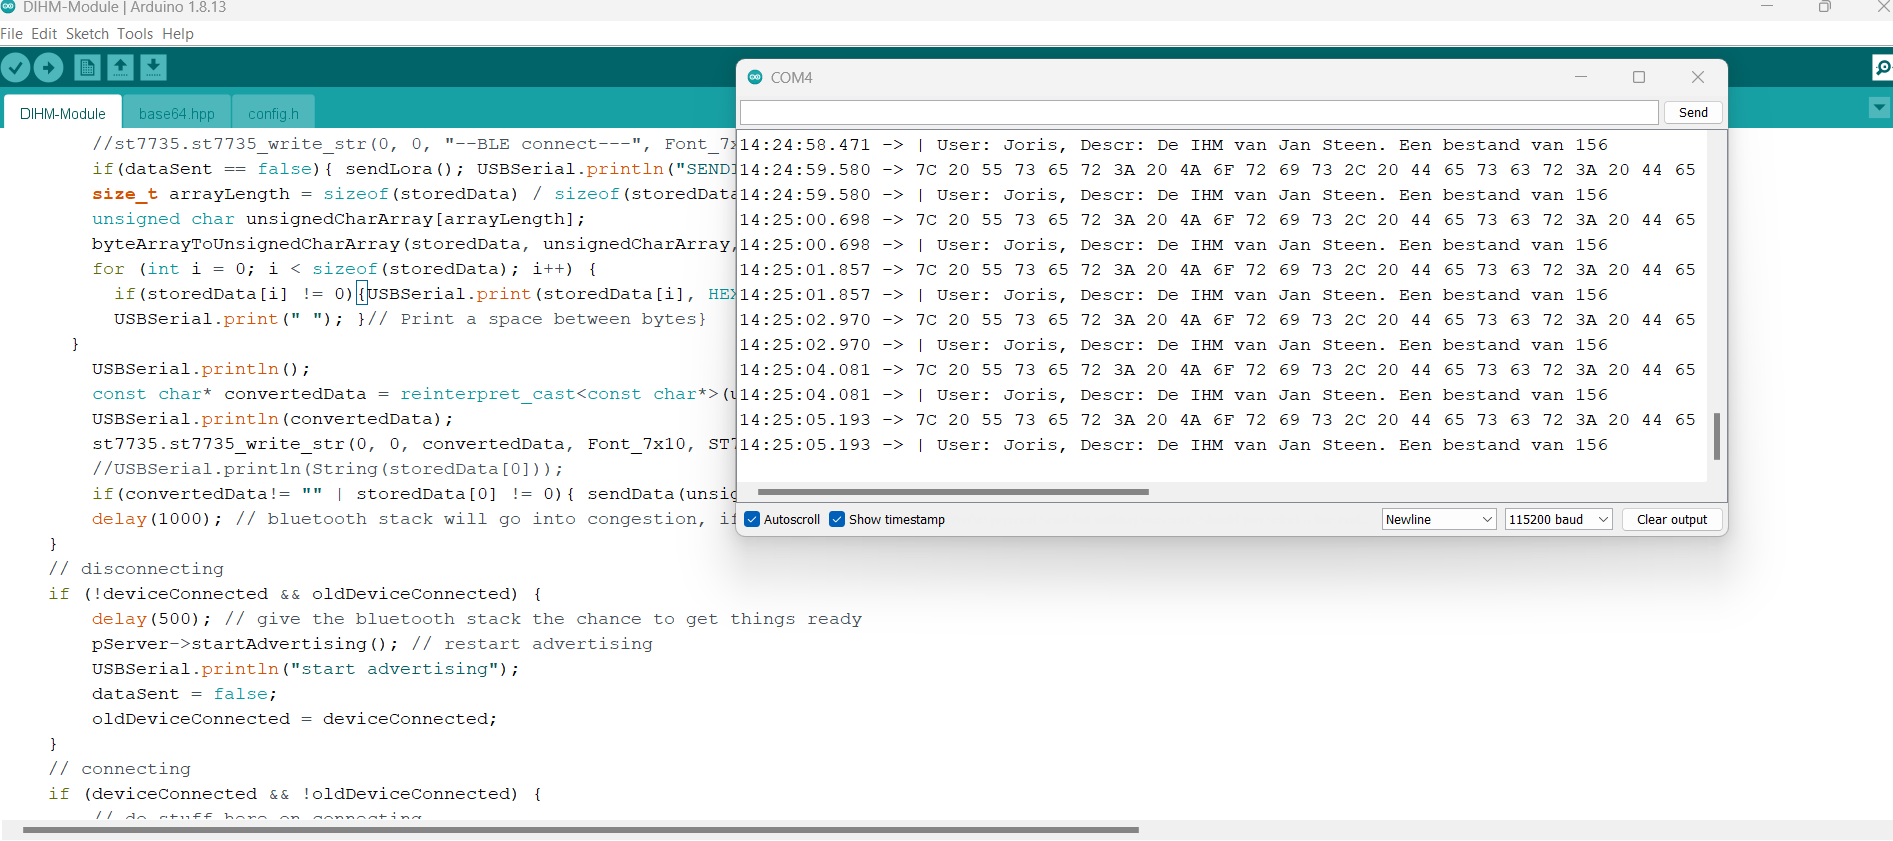 DIHM-Module | Arduino 1.8.13
File Edit Sketch Tools Help
DIHM-Module base64.hpp config.h
//st7735.st7735_write_str(0, 0, "--BLE connect---", Font_7
if(dataSent == false){ sendLora(); USBSerial.println("SEND
size_t arrayLength = sizeof(storedData) / sizeof(storedData
unsigned char unsignedCharArray[arrayLength];
byteArrayToUnsignedCharArray(storedData, unsignedCharArray,
for (int i = 0; i < sizeof(storedData); i++) {
if(storedData[i] != 0){USBSerial.print(storedData[i], HEX
USBSerial.print(" "); }// Print a space between bytes}
}
USBSerial.println();
const char* convertedData = reinterpret_cast<const char*>(u
USBSerial.println(convertedData);
st7735.st7735_write_str(0, 0, convertedData, Font_7x10, ST7
//USBSerial.println(String(storedData[0]));
if(convertedData!= "" | storedData[0] != 0){ sendData(unsig
delay(1000); // bluetooth stack will go into congestion, if
}
// disconnecting
if (!deviceConnected && oldDeviceConnected) {
delay(500); // give the bluetooth stack the chance to get things ready
pServer->startAdvertising(); // restart advertising
USBSerial.println("start advertising");
dataSent = false;
oldDeviceConnected = deviceConnected;
}
// connecting
if (deviceConnected && !oldDeviceConnected) {
// do stuff here on connecting
COM4
Send
14:24:58.471 -> | User: Joris, Descr: De IHM van Jan Steen. Een bestand van 156
14:24:59.580 -> 7C 20 55 73 65 72 3A 20 4A 6F 72 69 73 2C 20 44 65 73 63 72 3A 20 44 65
14:24:59.580 -> | User: Joris, Descr: De IHM van Jan Steen. Een bestand van 156
14:25:00.698 -> 7C 20 55 73 65 72 3A 20 4A 6F 72 69 73 2C 20 44 65 73 63 72 3A 20 44 65
14:25:00.698 -> | User: Joris, Descr: De IHM van Jan Steen. Een bestand van 156
14:25:01.857 -> 7C 20 55 73 65 72 3A 20 4A 6F 72 69 73 2C 20 44 65 73 63 72 3A 20 44 65
14:25:01.857 -> | User: Joris, Descr: De IHM van Jan Steen. Een bestand van 156
14:25:02.970 -> 7C 20 55 73 65 72 3A 20 4A 6F 72 69 73 2C 20 44 65 73 63 72 3A 20 44 65
14:25:02.970 -> | User: Joris, Descr: De IHM van Jan Steen. Een bestand van 156
14:25:04.081 -> 7C 20 55 73 65 72 3A 20 4A 6F 72 69 73 2C 20 44 65 73 63 72 3A 20 44 65
14:25:04.081 -> | User: Joris, Descr: De IHM van Jan Steen. Een bestand van 156
14:25:05.193 -> 7C 20 55 73 65 72 3A 20 4A 6F 72 69 73 2C 20 44 65 73 63 72 3A 20 44 65
14:25:05.193 -> | User: Joris, Descr: De IHM van Jan Steen. Een bestand van 156
Autoscroll Show timestamp Newline 115200 baud Clear output